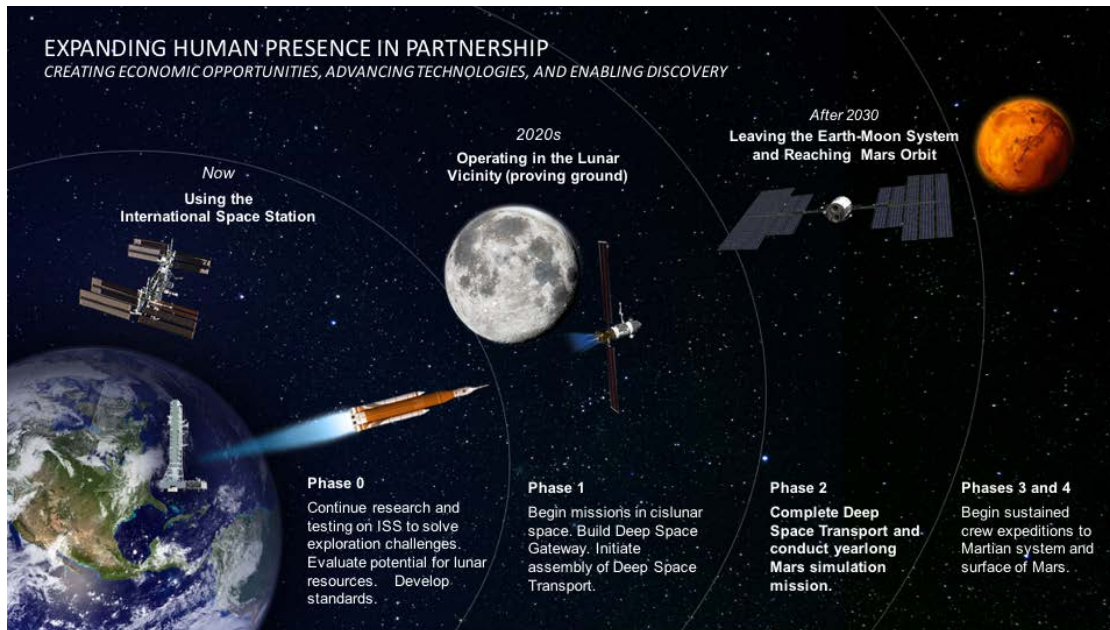 EXPANDING HUMAN PRESENCE IN PARTNERSHIP
CREATING ECONOMIC OPPORTUNITIES, ADVANCING TECHNOLOGIES, AND ENABLING DISCOVERY
Now
Using the
International Space Station
2020s
Operating in the Lunar
Vicinity (proving ground)
After 2030
Leaving the Earth-Moon System
and Reaching Mars Orbit
Phase 0
Continue research and
testing on ISS to solve
exploration challenges.
Evaluate potential for lunar
resources. Develop
standards.
Phase 1
Begin missions in cislunar
space. Build Deep Space
Gateway. Initiate
assembly of Deep Space
Transport.
Phase 2
Complete Deep
Space Transport and
conduct yearlong
Mars simulation
mission.
Phases 3 and 4
Begin sustained
crew expeditions to
Martian system and
surface of Mars.